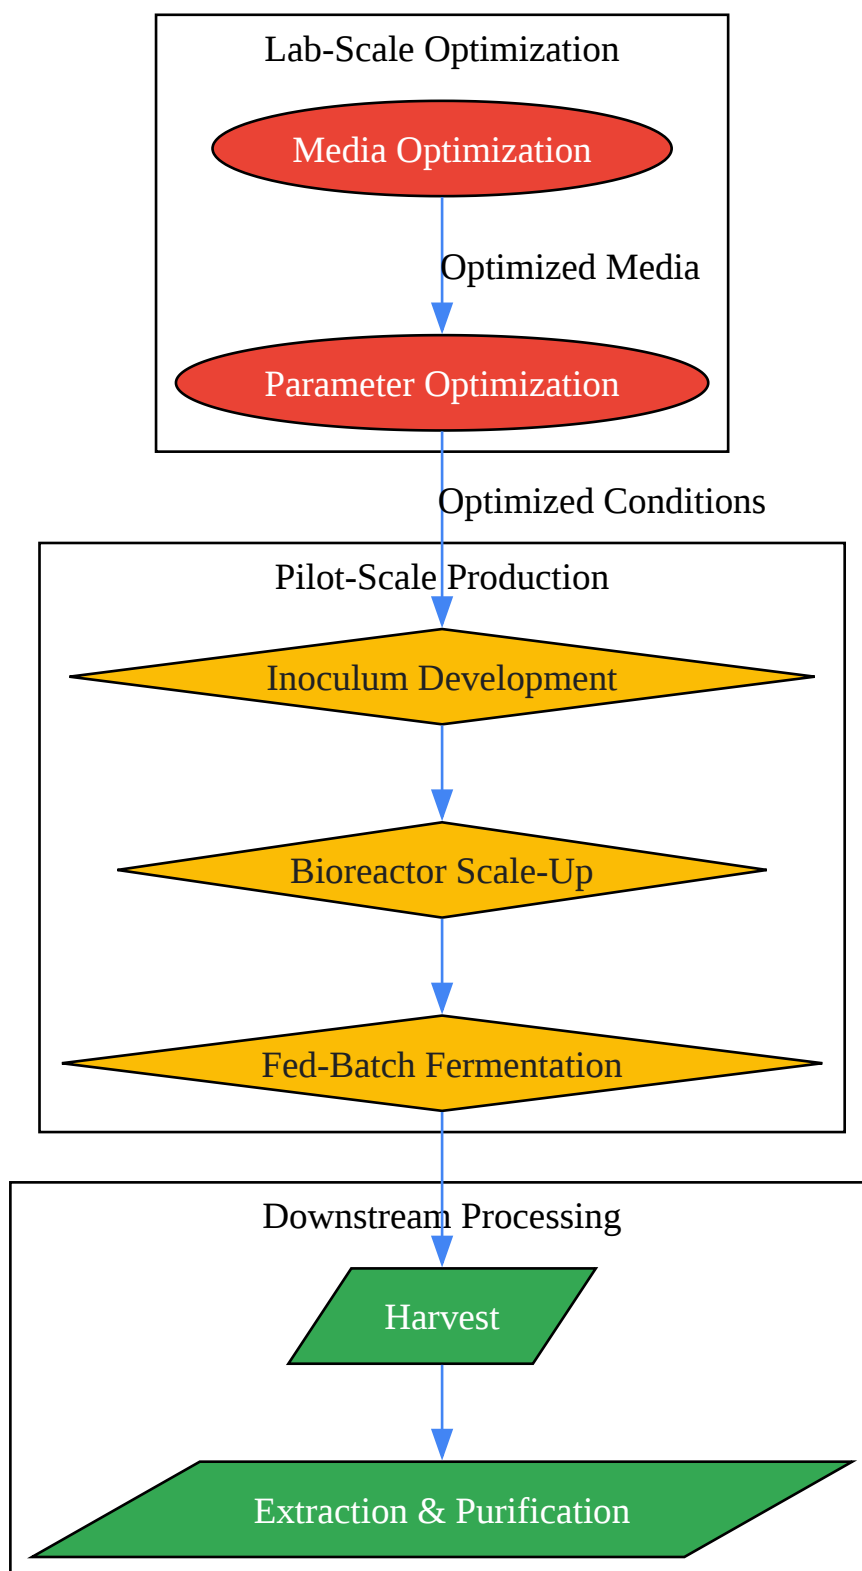 Lab-Scale Optimization
Media Optimization
Optimized Media
Parameter Optimization
Optimized Conditions
Pilot-Scale Production
Inoculum Development
Bioreactor Scale-Up
Fed-Batch Fermentation
Downstream Processing
Harvest
Extraction & Purification